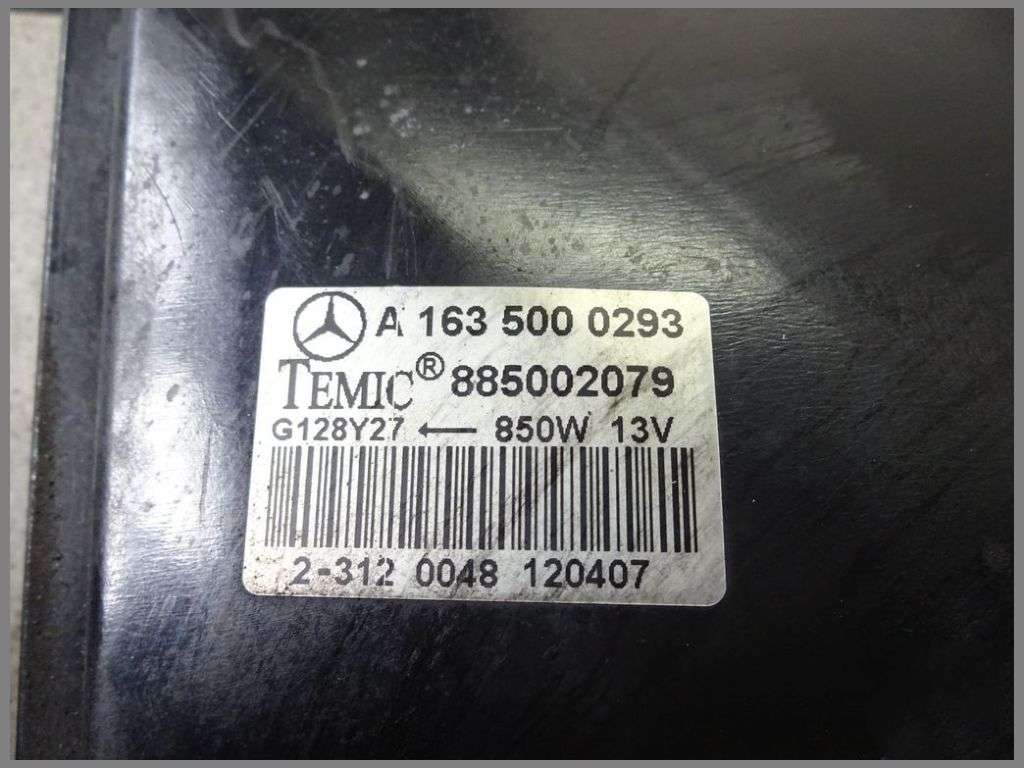 A 163 500 0293
TEMIC® 885002079
G128Y27 ← 850W 13V
2-312 0048 120407